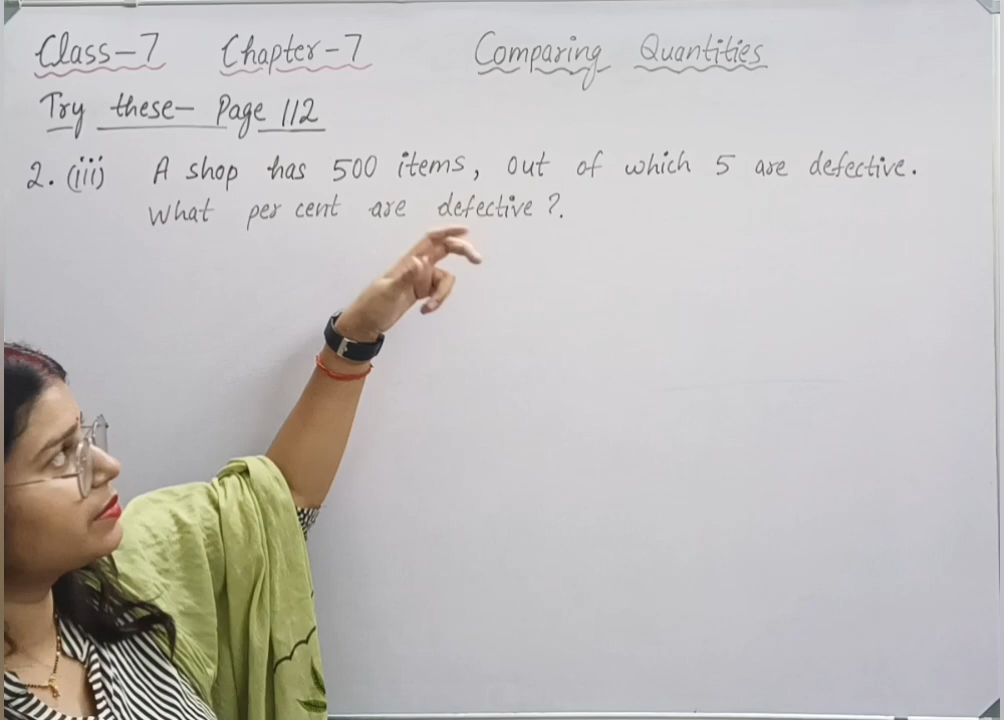 Class-7 Chapter-7 Comparing Quantities
Try these- Page 112
2. (iii) A shop has 500 items, out of which 5 are defective.
What per cent are defective ?.